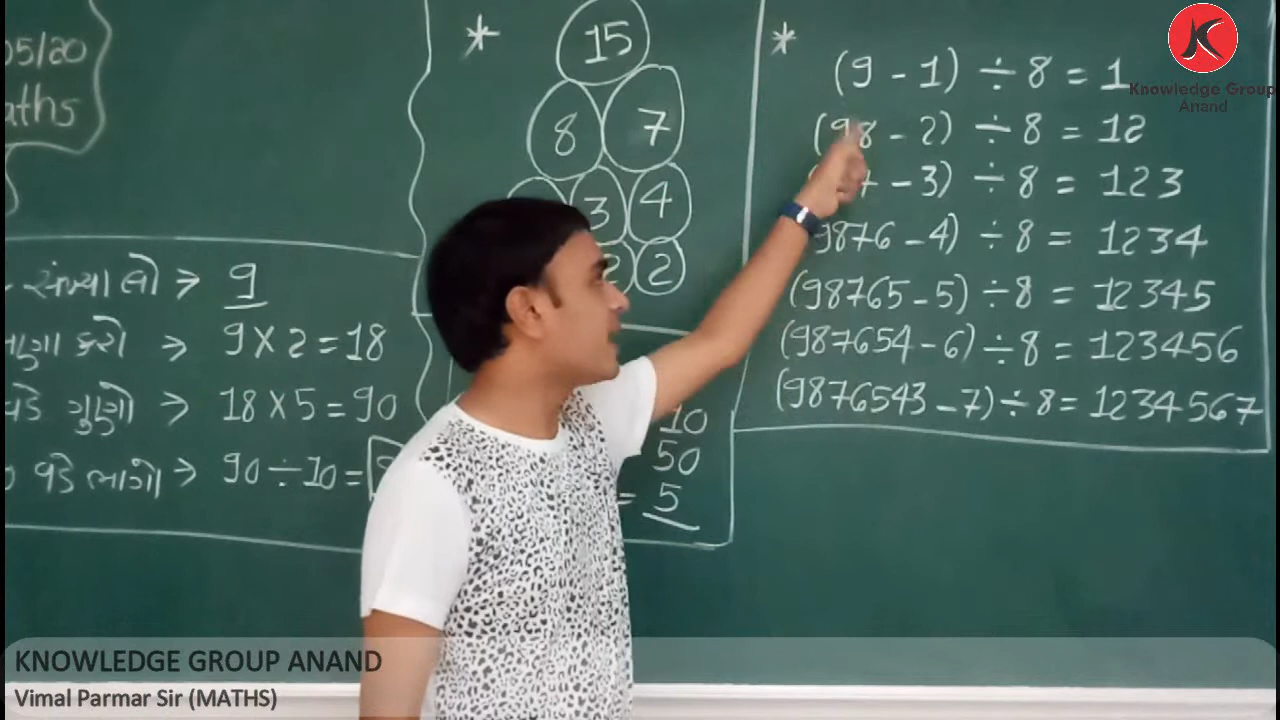 05/20
aths
સંખ્યા લો → 9
ગુણા કરો → 9 × 2 = 18
વડે ગુણો → 18 × 5 = 90
વડે ભાગો → 90 ÷ 10 =
*
15
8 7
3 4
2 2
10
50
= 5
*
(9 - 1) ÷ 8 = 1
(98 - 2) ÷ 8 = 12
7 - 3) ÷ 8 = 123
9876 - 4) ÷ 8 = 1234
(98765 - 5) ÷ 8 = 12345
(987654 - 6) ÷ 8 = 123456
(9876543 - 7) ÷ 8 = 1234567
K
Knowledge Group
Anand
KNOWLEDGE GROUP ANAND
Vimal Parmar Sir (MATHS)